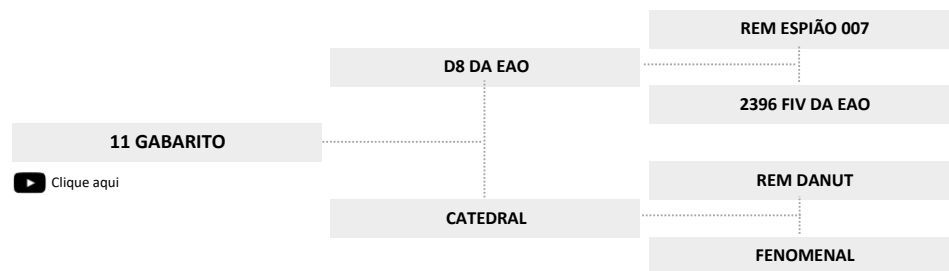 REM ESPIÃO 007
D8 DA EAO
2396 FIV DA EAO
11 GABARITO
Clique aqui
REM DANUT
CATEDRAL
FENOMENAL